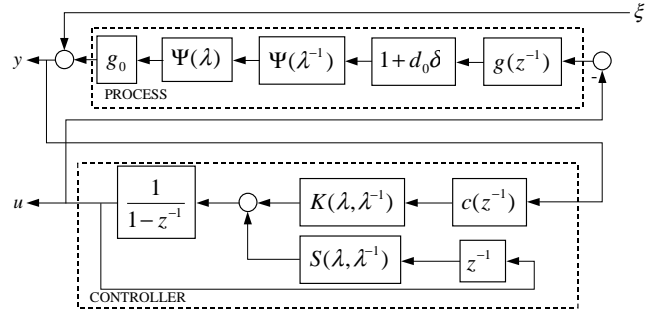 ξ
y
g₀ Ψ(λ) Ψ(λ⁻¹) 1+d₀δ g(z⁻¹)
-
PROCESS
u
1
1−z⁻¹
K(λ,λ⁻¹) c(z⁻¹)
S(λ,λ⁻¹) z⁻¹
CONTROLLER